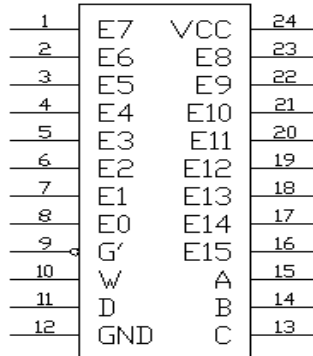 1 E7 VCC 24
2 E6 E8 23
3 E5 E9 22
4 E4 E10 21
5 E3 E11 20
6 E2 E12 19
7 E1 E13 18
8 E0 E14 17
9 G' E15 16
10 W A 15
11 D B 14
12 GND C 13